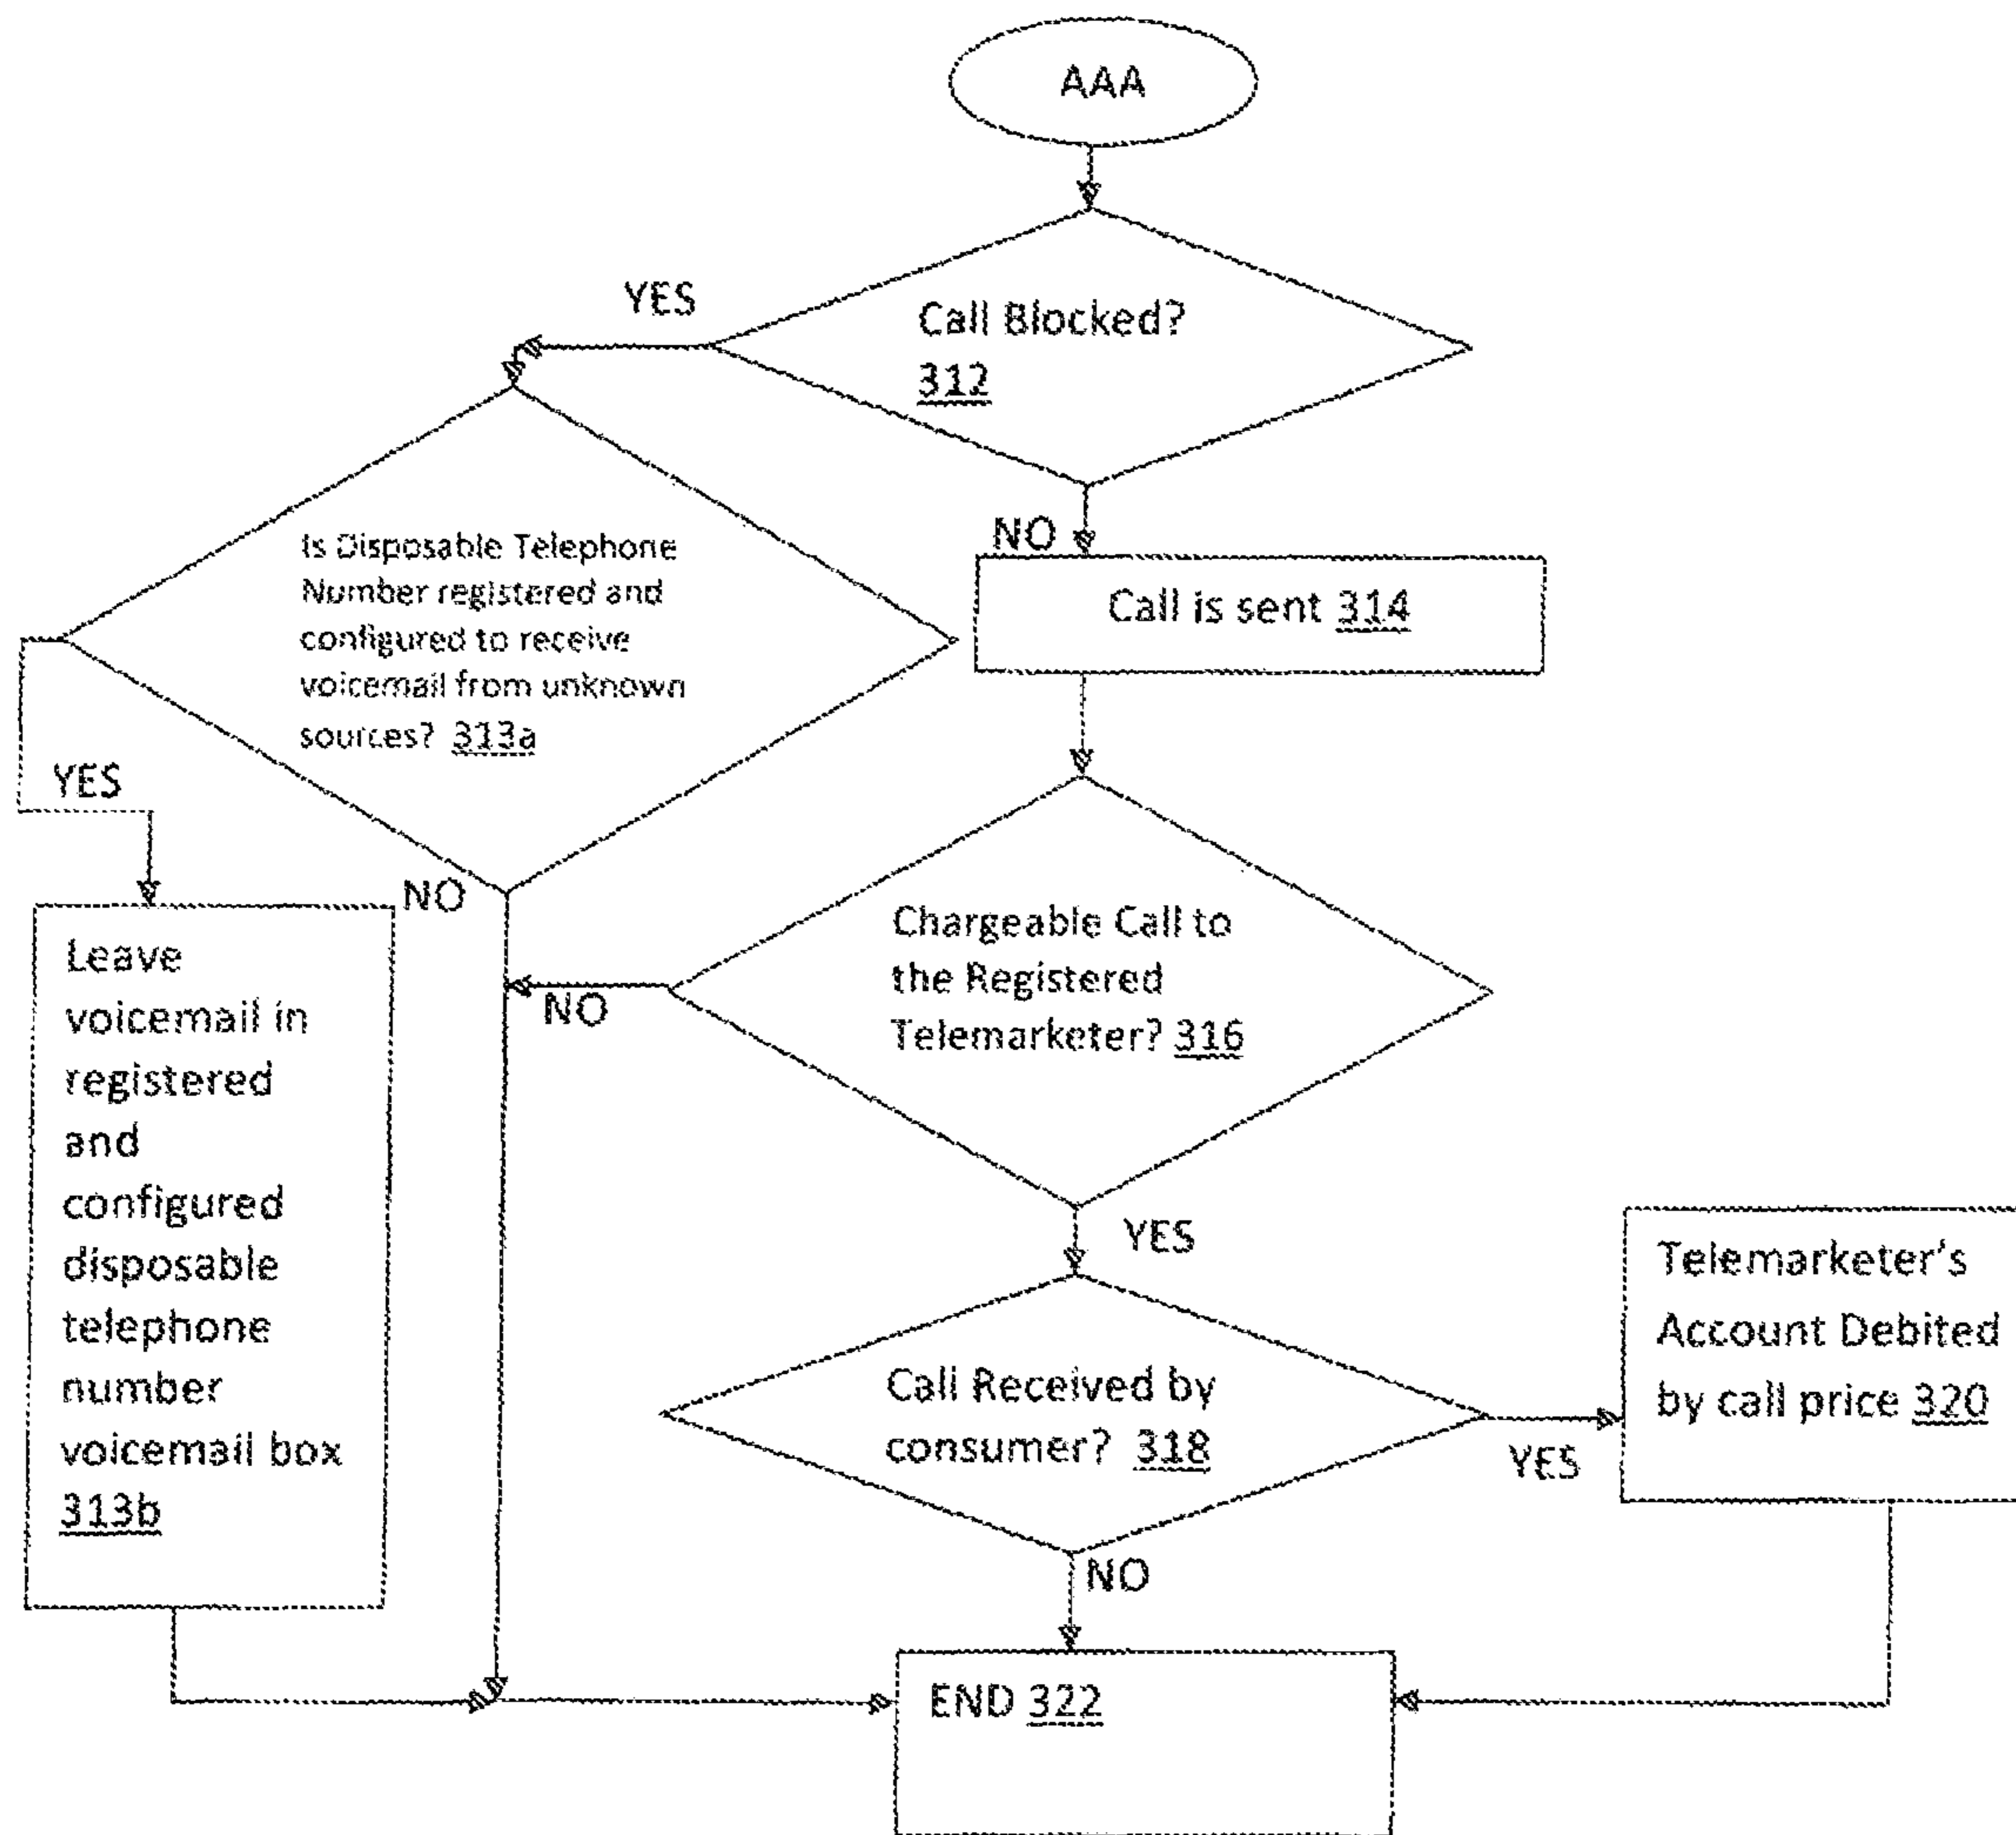 AAA
YES
Call Blocked?
312
Is Disposable Telephone
Number registered and
configured to receive
voicemail from unknown
sources? 313a
NO
Call is sent 314
YES
NO
Leave
voicemail in
registered
and
configured
disposable
telephone
number
voicemail box
313b
NO
Chargeable Call to
the Registered
Telemarketer? 316
YES
Call Received by
consumer? 318
YES
Telemarketer's
Account Debited
by call price 320
NO
END 322